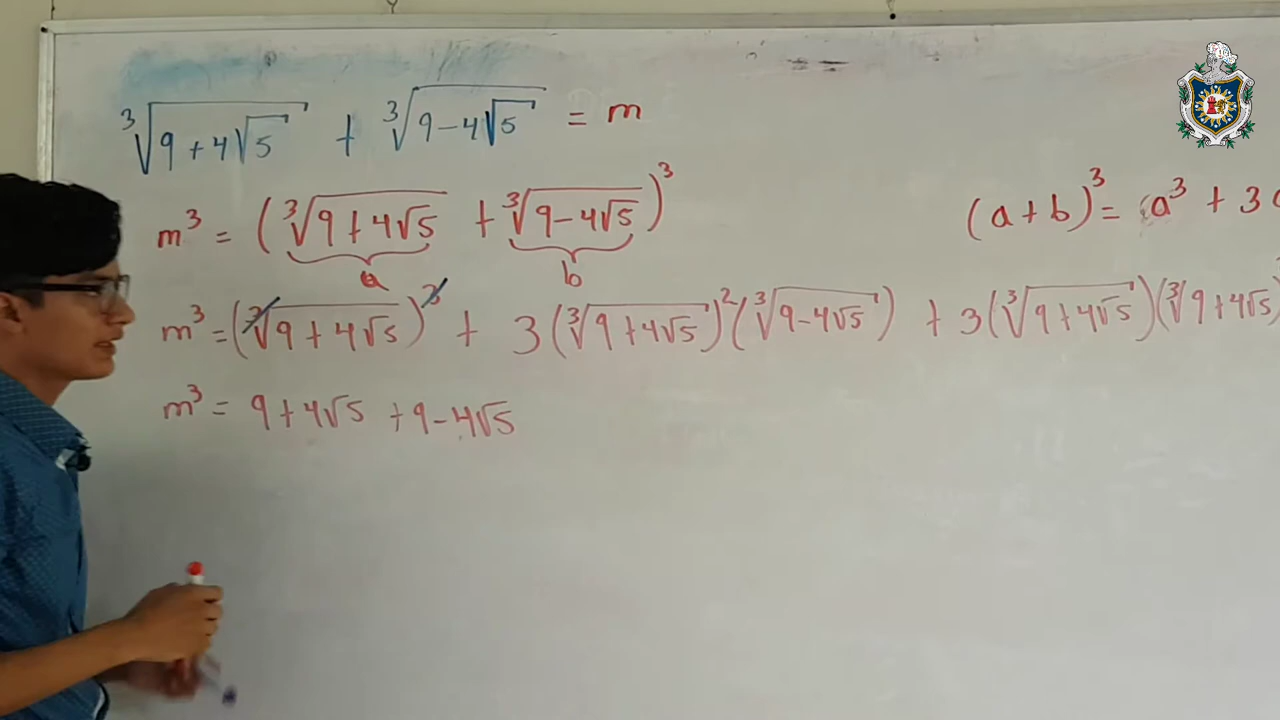 ∛(9+4√5) + ∛(9-4√5) = m
m³ = (∛(9+4√5) + ∛(9-4√5))³
a b
(a+b)³ = a³ + 3
m³ = (∛(9+4√5))³ + 3(∛(9+4√5))²(∛(9-4√5)) + 3(∛(9+4√5))(∛(9+4√5)
m³ = 9+4√5 +9-4√5